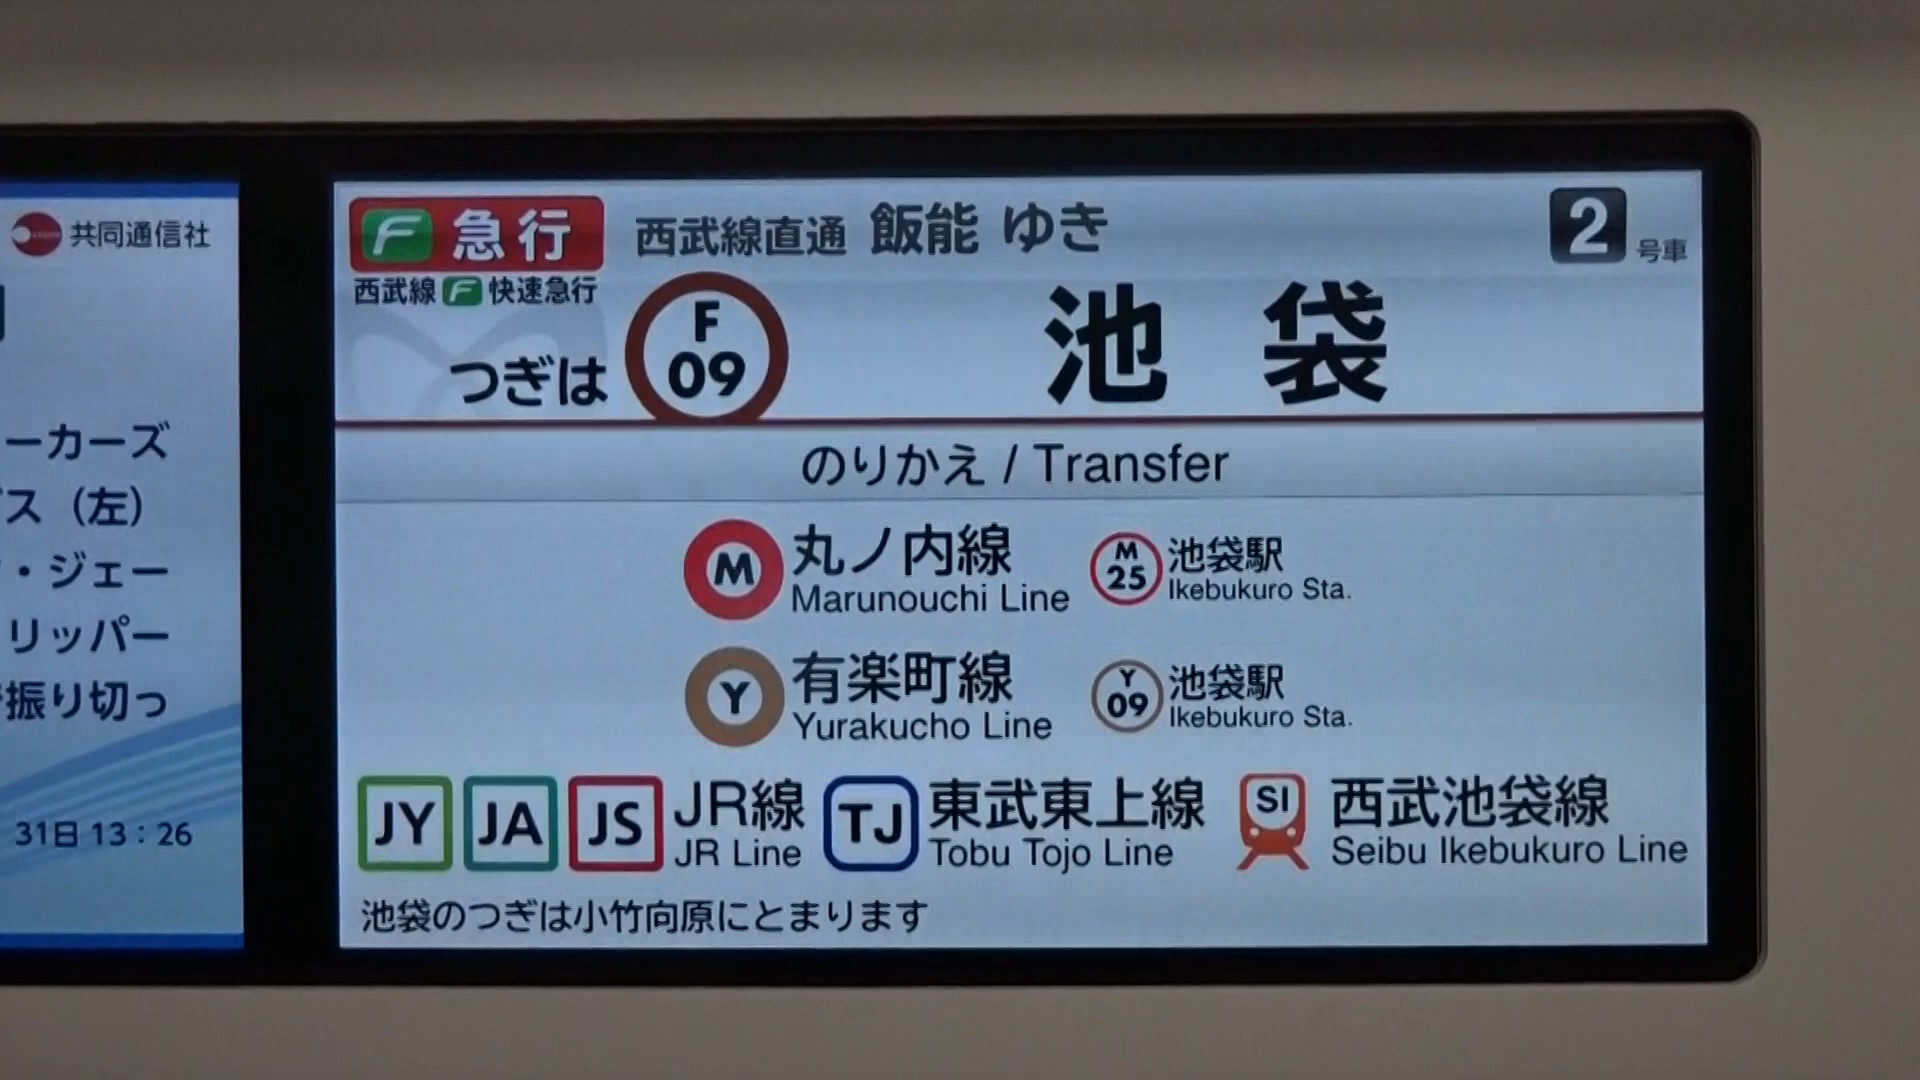 共同通信社
ーカーズ
ス（左）
・ジェー
リッパー
振り切っ
31日 13：26
F 急行 西武線直通 飯能 ゆき 2 号車
西武線 F 快速急行
つぎは F 09 池袋
のりかえ / Transfer
M 丸ノ内線 M 25 池袋駅
Marunouchi Line Ikebukuro Sta.
Y 有楽町線 Y 09 池袋駅
Yurakucho Line Ikebukuro Sta.
JY JA JS JR線 TJ 東武東上線 SI 西武池袋線
JR Line Tobu Tojo Line Seibu Ikebukuro Line
池袋のつぎは小竹向原にとまります